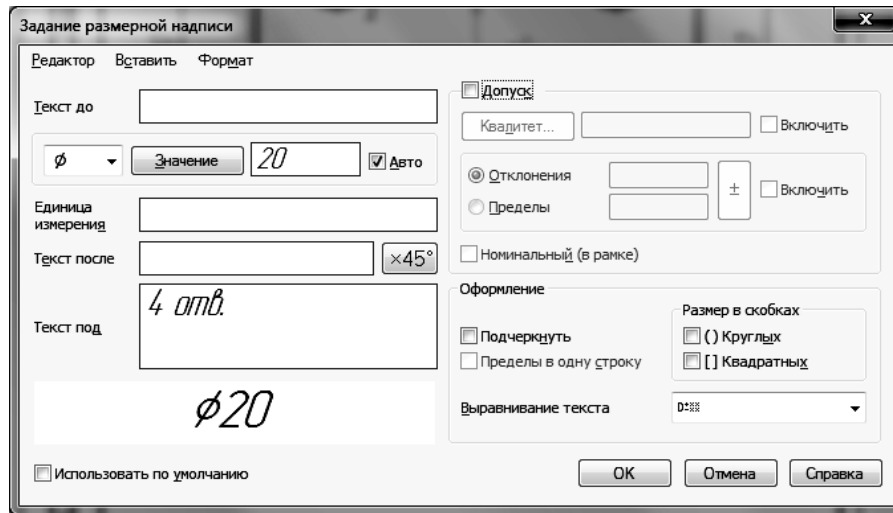 Задание размерной надписи
x
Редактор Вставить Формат
Текст до
ϕ Значение 20 Авто
Единица
измерения
Текст после ×45°
Текст под 4 отв.
ϕ20
Использовать по умолчанию
Допуск
Квалитет... Включить
Отклонения
Пределы
± Включить
Номинальный (в рамке)
Оформление
Подчеркнуть
Пределы в одну строку
Размер в скобках
( ) Круглых
[ ] Квадратных
Выравнивание текста
OK Отмена Справка